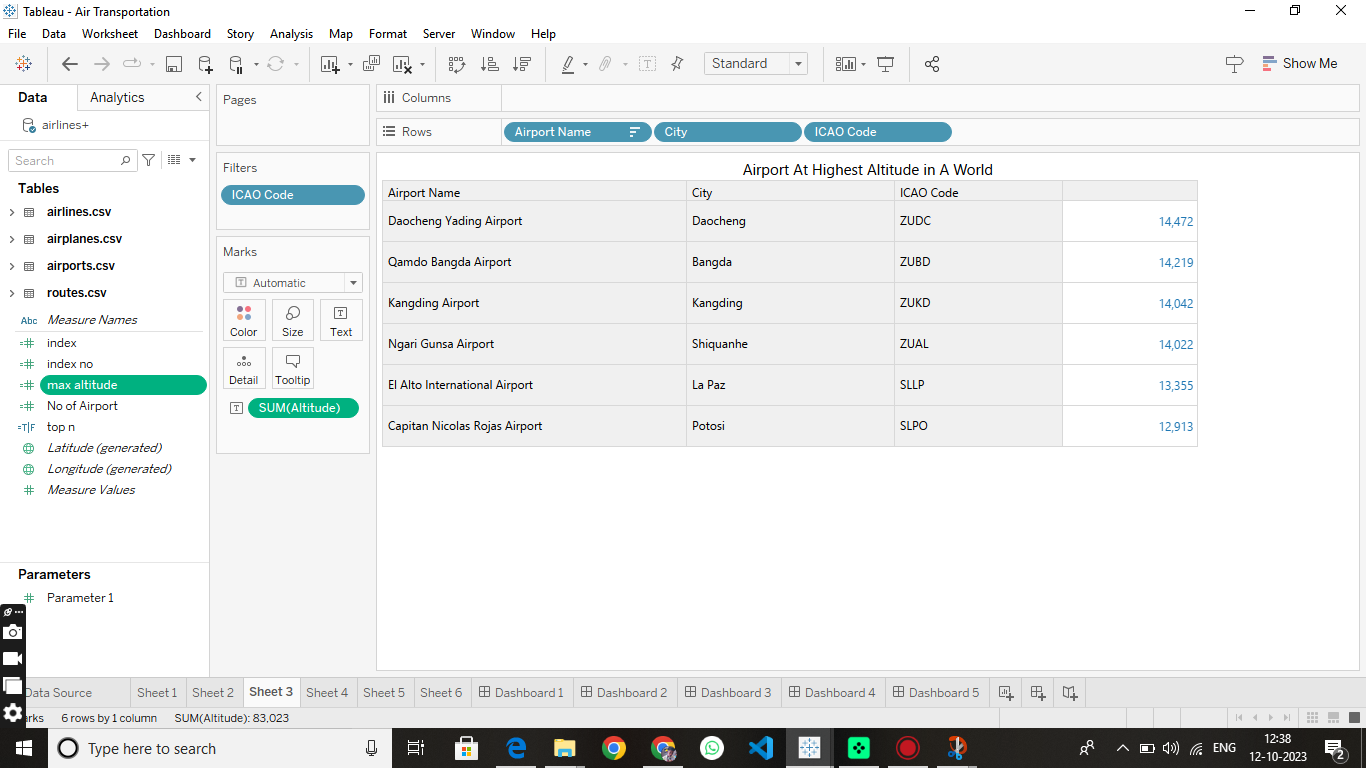 Tableau - Air Transportation
File Data Worksheet Dashboard Story Analysis Map Format Server Window Help
Standard
Show Me
Data Analytics
airlines+
Search
Tables
airlines.csv
airplanes.csv
airports.csv
routes.csv
Abc Measure Names
index
index no
max altitude
No of Airport
top n
Latitude (generated)
Longitude (generated)
Measure Values
Parameters
Parameter 1
Pages
Filters
ICAO Code
Marks
Automatic
Color Size Text
Detail Tooltip
SUM(Altitude)
Columns
Rows Airport Name City ICAO Code
Airport At Highest Altitude in A World
Airport Name City ICAO Code
Daocheng Yading Airport Daocheng ZUDC 14,472
Qamdo Bangda Airport Bangda ZUBD 14,219
Kangding Airport Kangding ZUKD 14,042
Ngari Gunsa Airport Shiquanhe ZUAL 14,022
El Alto International Airport La Paz SLLP 13,355
Capitan Nicolas Rojas Airport Potosi SLPO 12,913
Data Source Sheet 1 Sheet 2 Sheet 3 Sheet 4 Sheet 5 Sheet 6 Dashboard 1 Dashboard 2 Dashboard 3 Dashboard 4 Dashboard 5
rks 6 rows by 1 column SUM(Altitude): 83,023
Type here to search
ENG
12:38
12-10-2023
2